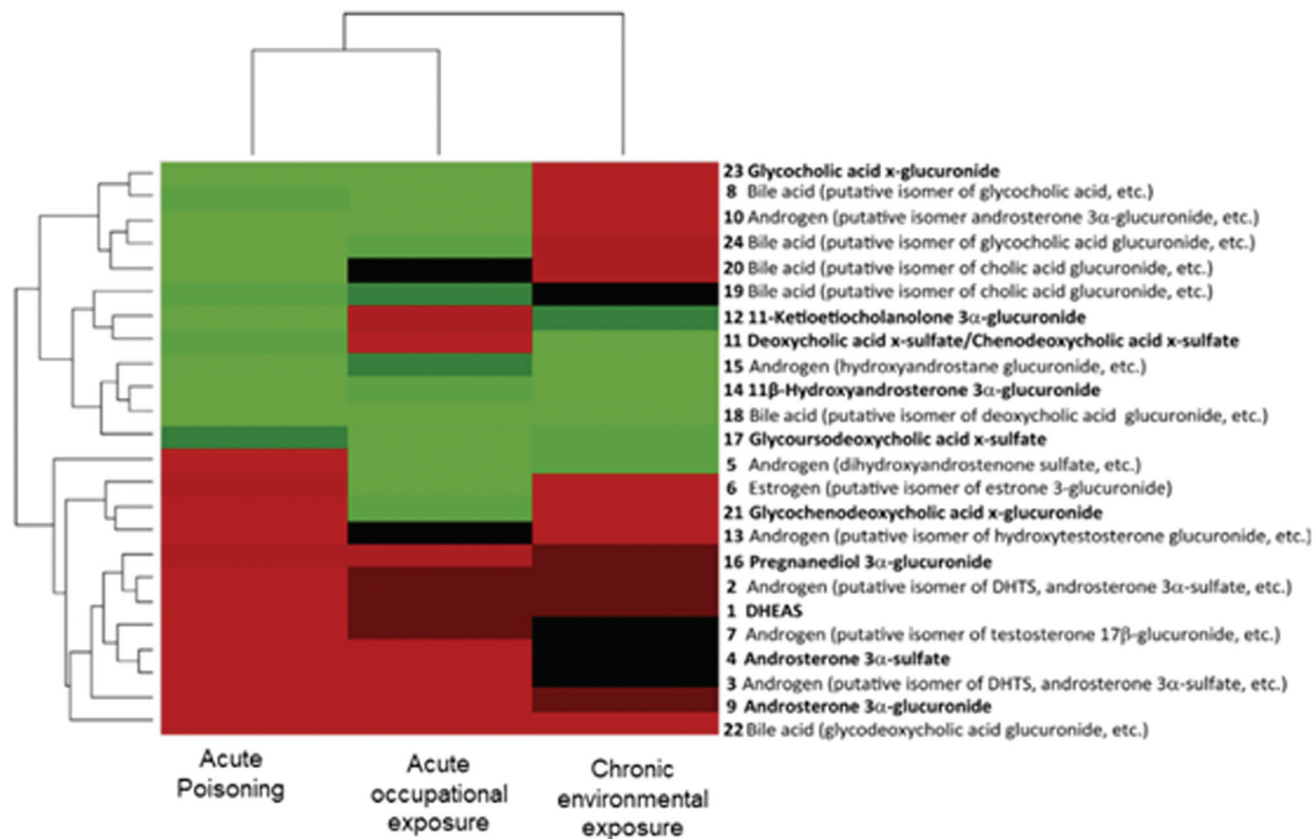 23 Glycocholic acid x-glucuronide
8 Bile acid (putative isomer of glycocholic acid, etc.)
10 Androgen (putative isomer androsterone 3α-glucuronide, etc.)
24 Bile acid (putative isomer of glycocholic acid glucuronide, etc.)
20 Bile acid (putative isomer of cholic acid glucuronide, etc.)
19 Bile acid (putative isomer of cholic acid glucuronide, etc.)
12 11-Ketioetiocholanolone 3α-glucuronide
11 Deoxycholic acid x-sulfate/Chenodeoxycholic acid x-sulfate
15 Androgen (hydroxyandrostane glucuronide, etc.)
14 11β-Hydroxyandrosterone 3α-glucuronide
18 Bile acid (putative isomer of deoxycholic acid glucuronide, etc.)
17 Glycoursodeoxycholic acid x-sulfate
5 Androgen (dihydroxyandrostenone sulfate, etc.)
6 Estrogen (putative isomer of estrone 3-glucuronide)
21 Glycochenodeoxycholic acid x-glucuronide
13 Androgen (putative isomer of hydroxytestosterone glucuronide, etc.)
16 Pregnanediol 3α-glucuronide
2 Androgen (putative isomer of DHTS, androsterone 3α-sulfate, etc.)
1 DHEAS
7 Androgen (putative isomer of testosterone 17β-glucuronide, etc.)
4 Androsterone 3α-sulfate
3 Androgen (putative isomer of DHTS, androsterone 3α-sulfate, etc.)
9 Androsterone 3α-glucuronide
22 Bile acid (glycodeoxycholic acid glucuronide, etc.)
Acute
Poisoning
Acute
occupational
exposure
Chronic
environmental
exposure